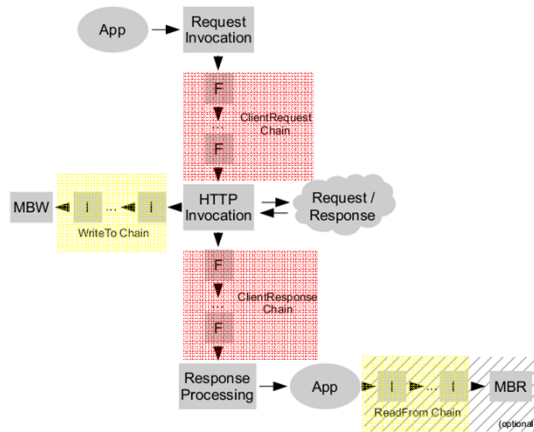 App
Request
Invocation
F
ClientRequest
Chain
...
F
MBW
i
...
i
HTTP
Invocation
Request /
Response
WriteTo Chain
F
ClientResponse
Chain
...
F
Response
Processing
App
i
...
i
MBR
ReadFrom Chain
(optional